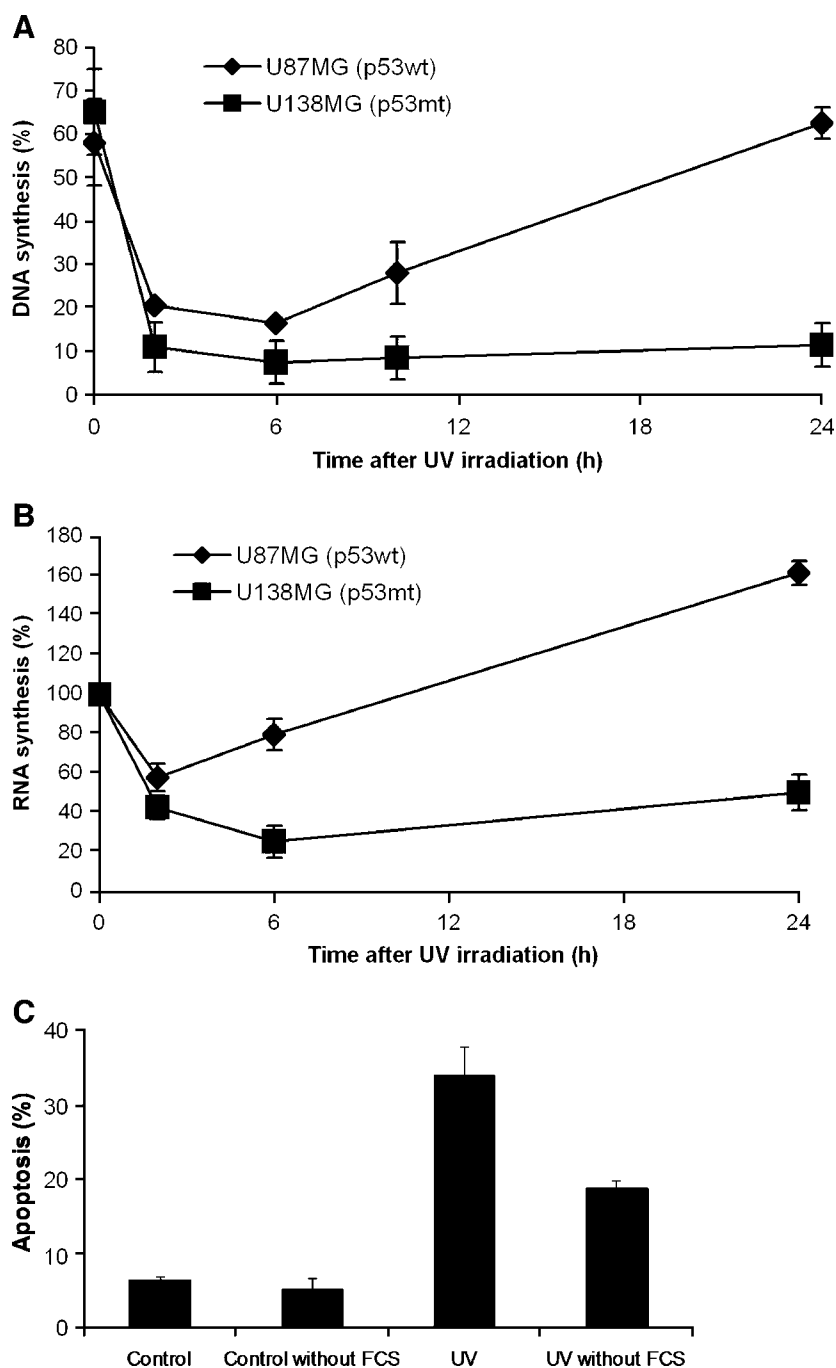 A
80
70
60
50
40
30
20
10
0
DNA synthesis (%)
U87MG (p53wt)
U138MG (p53mt)
0 6 12 18 24
Time after UV irradiation (h)
B
180
160
140
120
100
80
60
40
20
0
RNA synthesis (%)
U87MG (p53wt)
U138MG (p53mt)
0 6 12 18 24
Time after UV irradiation (h)
C
40
30
20
10
0
Apoptosis (%)
Control Control without FCS UV UV without FCS